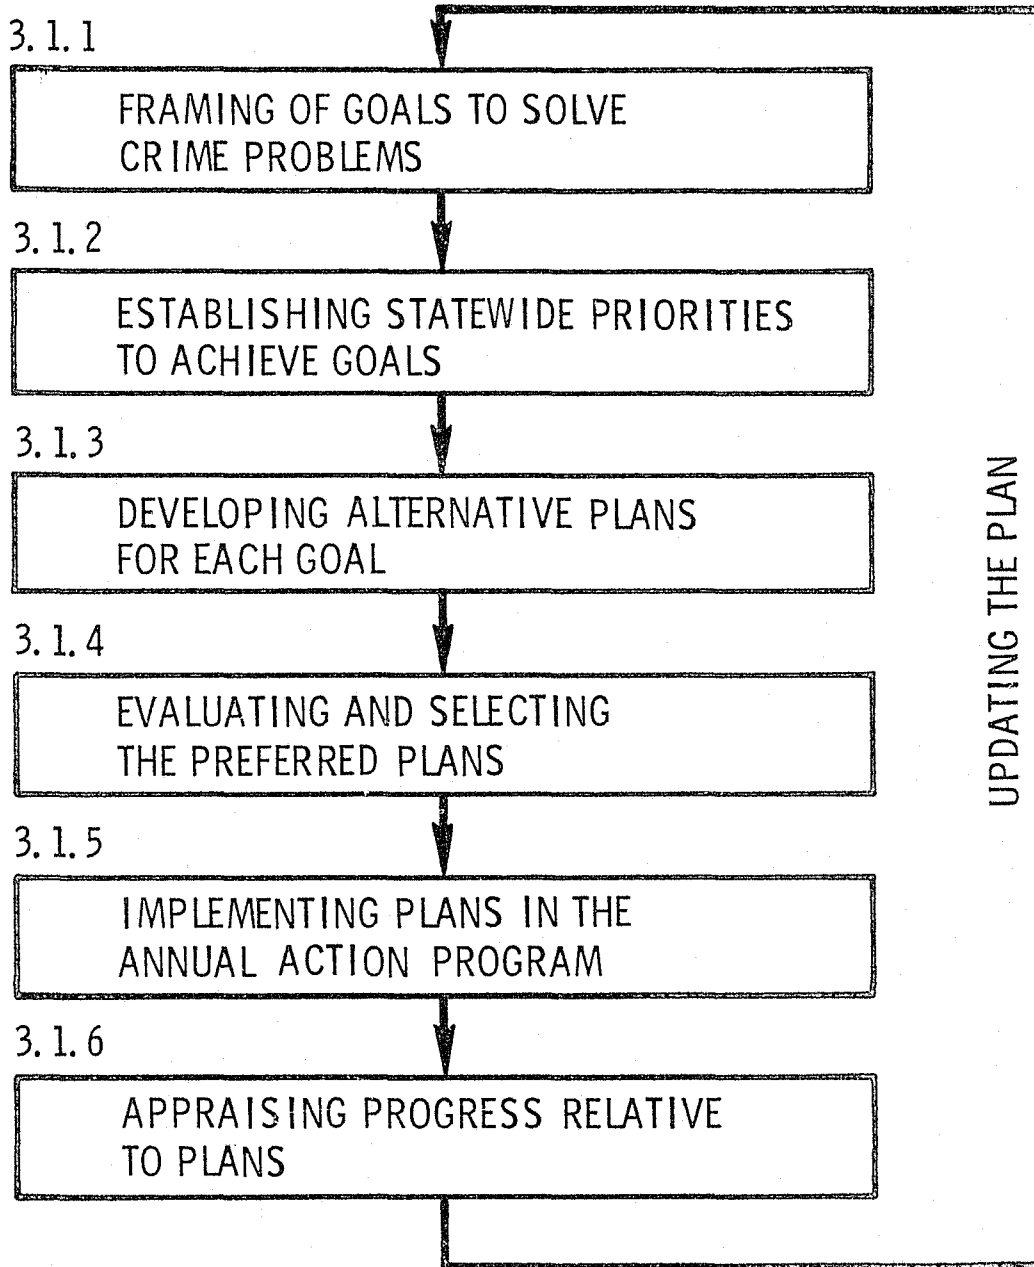 3.1.1
FRAMING OF GOALS TO SOLVE
CRIME PROBLEMS
3.1.2
ESTABLISHING STATEWIDE PRIORITIES
TO ACHIEVE GOALS
3.1.3
DEVELOPING ALTERNATIVE PLANS
FOR EACH GOAL
3.1.4
EVALUATING AND SELECTING
THE PREFERRED PLANS
3.1.5
IMPLEMENTING PLANS IN THE
ANNUAL ACTION PROGRAM
3.1.6
APPRAISING PROGRESS RELATIVE
TO PLANS
UPDATING THE PLAN